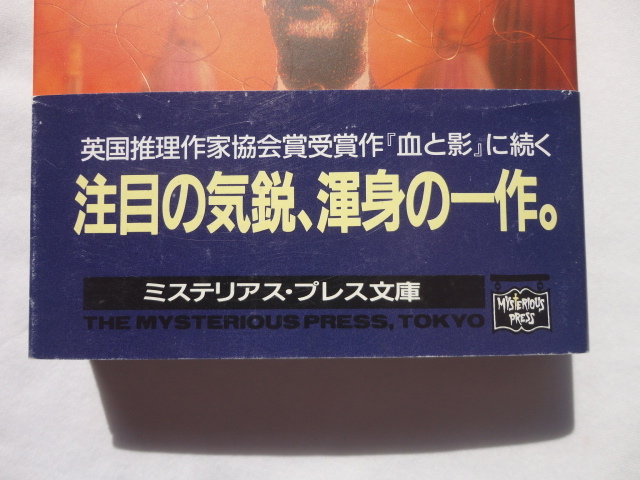 英国推理作家協会賞受賞作『血と影』に続く
注目の気鋭、渾身の一作。
ミステリアス・プレス文庫
THE MYSTERIOUS PRESS, TOKYO
MYSTERIOUS
PRESS